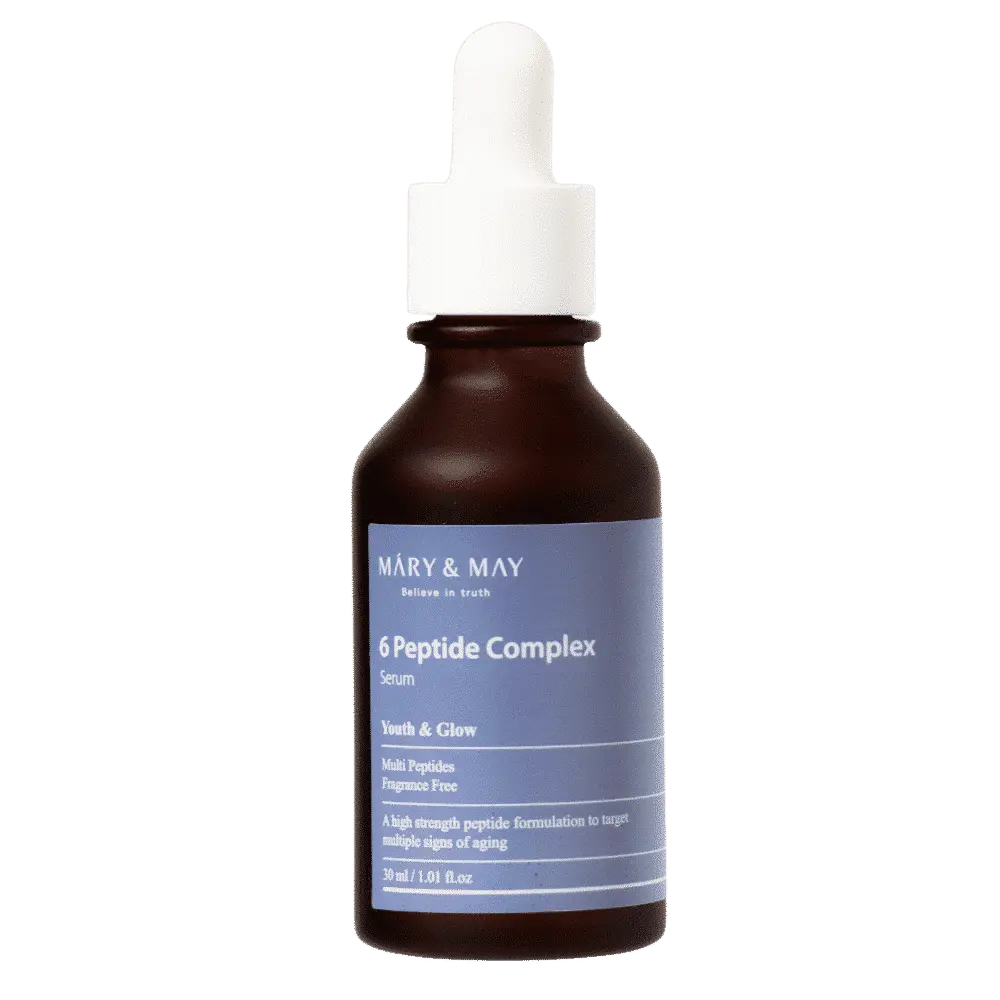 MÁRY & MAY
Believe in truth
6 Peptide Complex
Serum
Youth & Glow
Multi Peptides
Fragrance Free
A high strength peptide formulation to target
multiple signs of aging
30 ml / 1.01 fl.oz